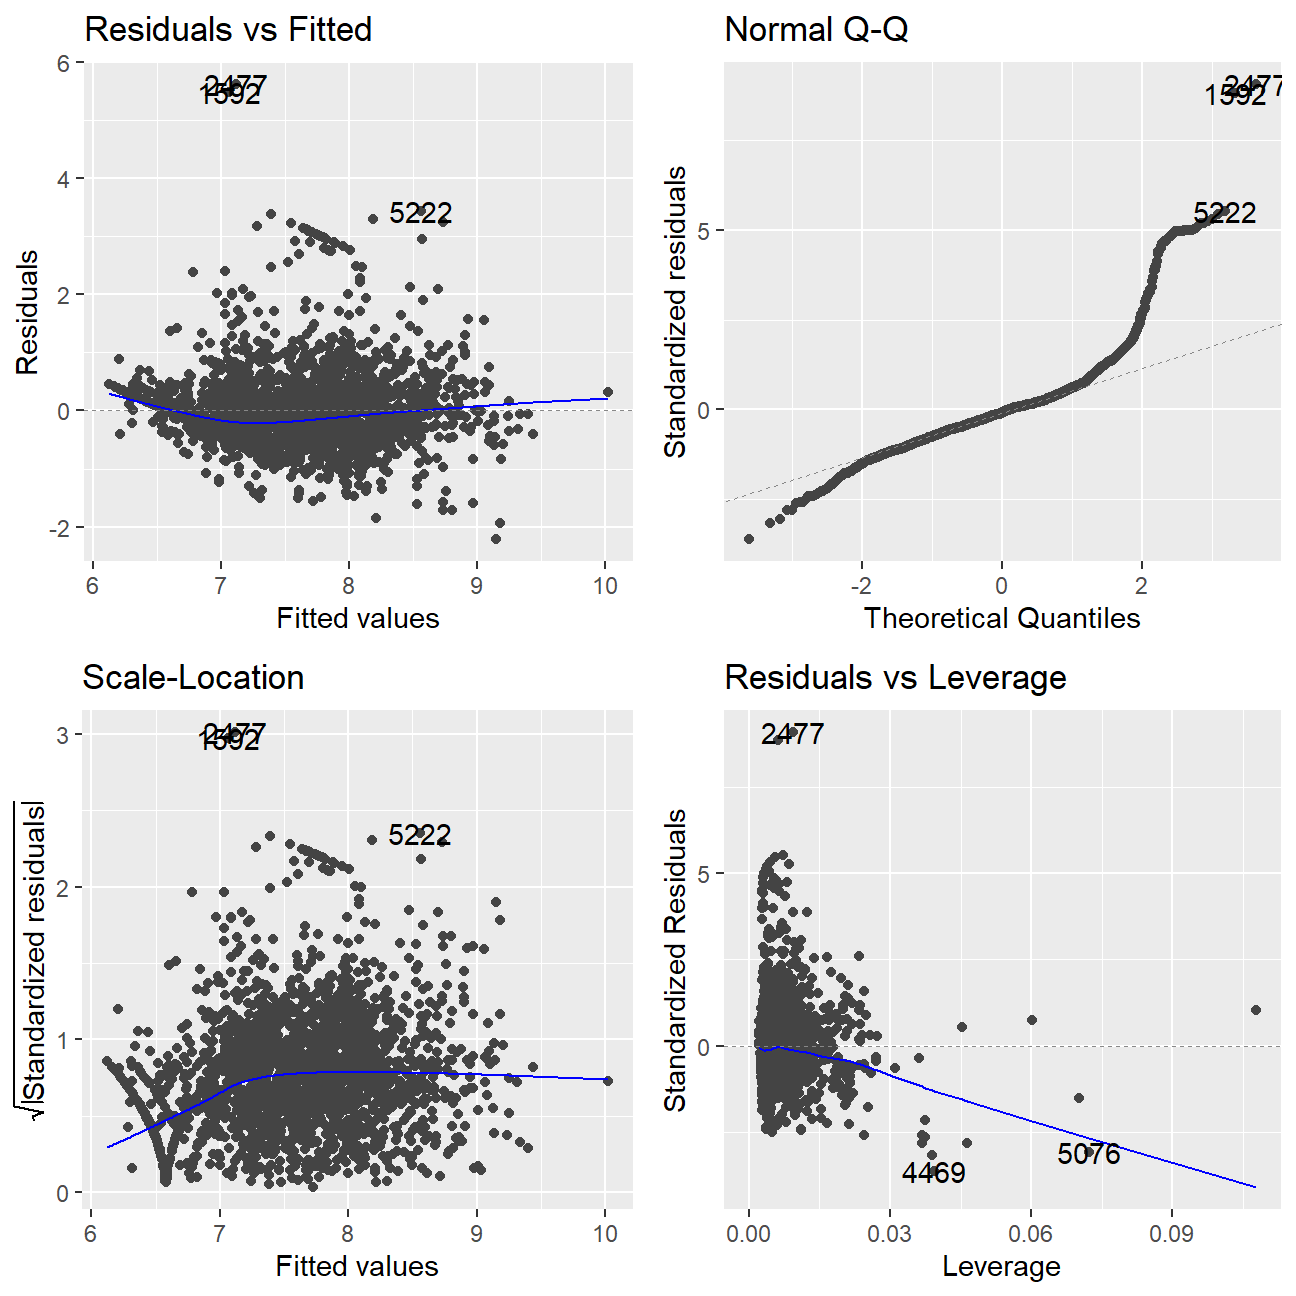 Residuals vs Fitted
2477
1592
5222
6
4
2
0
-2
Residuals
6 7 8 9 10
Fitted values
Normal Q-Q
2477
1592
5222
5
0
Standardized residuals
-2 0 2
Theoretical Quantiles
Scale-Location
2477
1592
5222
3
2
1
0
√|Standardized residuals|
6 7 8 9 10
Fitted values
Residuals vs Leverage
2477
5076
4469
5
0
Standardized Residuals
0.00 0.03 0.06 0.09
Leverage